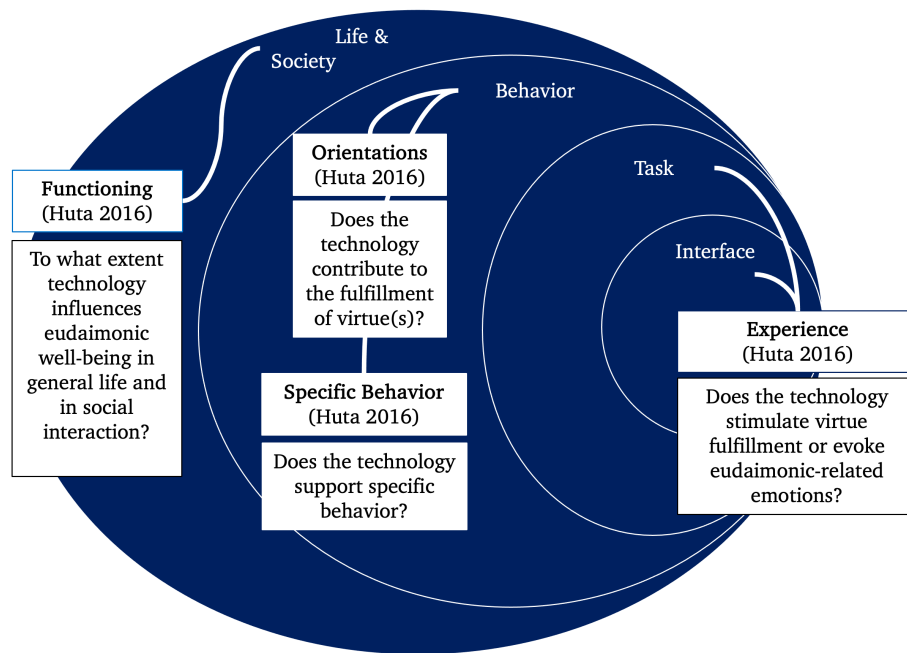 Life &
Society
Behavior
Task
Interface
Functioning
(Huta 2016)
To what extent
technology
influences
eudaimonic
well-being in
general life and
in social
interaction?
Orientations
(Huta 2016)
Does the
technology
contribute to
the fulfillment
of virtue(s)?
Specific Behavior
(Huta 2016)
Does the technology
support specific
behavior?
Experience
(Huta 2016)
Does the technology
stimulate virtue
fulfillment or evoke
eudaimonic-related
emotions?